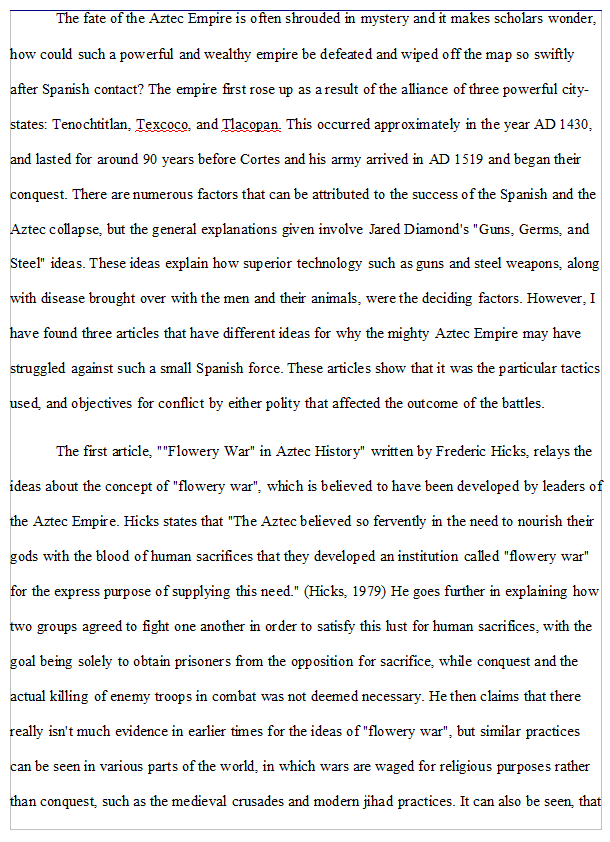 The fate of the Aztec Empire is often shrouded in mystery and it makes scholars wonder,
how could such a powerful and wealthy empire be defeated and wiped off the map so swiftly
after Spanish contact? The empire first rose up as a result of the alliance of three powerful city-
states: Tenochtitlan, Texcoco, and Tlacopan. This occurred approximately in the year AD 1430,
and lasted for around 90 years before Cortes and his army arrived in AD 1519 and began their
conquest. There are numerous factors that can be attributed to the success of the Spanish and the
Aztec collapse, but the general explanations given involve Jared Diamond's "Guns, Germs, and
Steel" ideas. These ideas explain how superior technology such as guns and steel weapons, along
with disease brought over with the men and their animals, were the deciding factors. However, I
have found three articles that have different ideas for why the mighty Aztec Empire may have
struggled against such a small Spanish force. These articles show that it was the particular tactics
used, and objectives for conflict by either polity that affected the outcome of the battles.
The first article, ""Flowery War" in Aztec History" written by Frederic Hicks, relays the
ideas about the concept of "flowery war", which is believed to have been developed by leaders of
the Aztec Empire. Hicks states that "The Aztec believed so fervently in the need to nourish their
gods with the blood of human sacrifices that they developed an institution called "flowery war"
for the express purpose of supplying this need." (Hicks, 1979) He goes further in explaining how
two groups agreed to fight one another in order to satisfy this lust for human sacrifices, with the
goal being solely to obtain prisoners from the opposition for sacrifice, while conquest and the
actual killing of enemy troops in combat was not deemed necessary. He then claims that there
really isn't much evidence in earlier times for the ideas of "flowery war", but similar practices
can be seen in various parts of the world, in which wars are waged for religious purposes rather
than conquest, such as the medieval crusades and modern jihad practices. It can also be seen, that